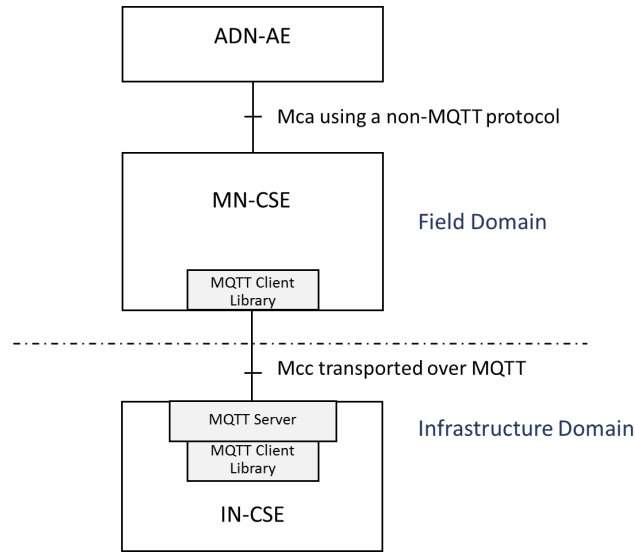 ADN-AE
Mca using a non-MQTT protocol
MN-CSE
Field Domain
MQTT Client
Library
Mcc transported over MQTT
MQTT Server
Infrastructure Domain
MQTT Client
Library
IN-CSE